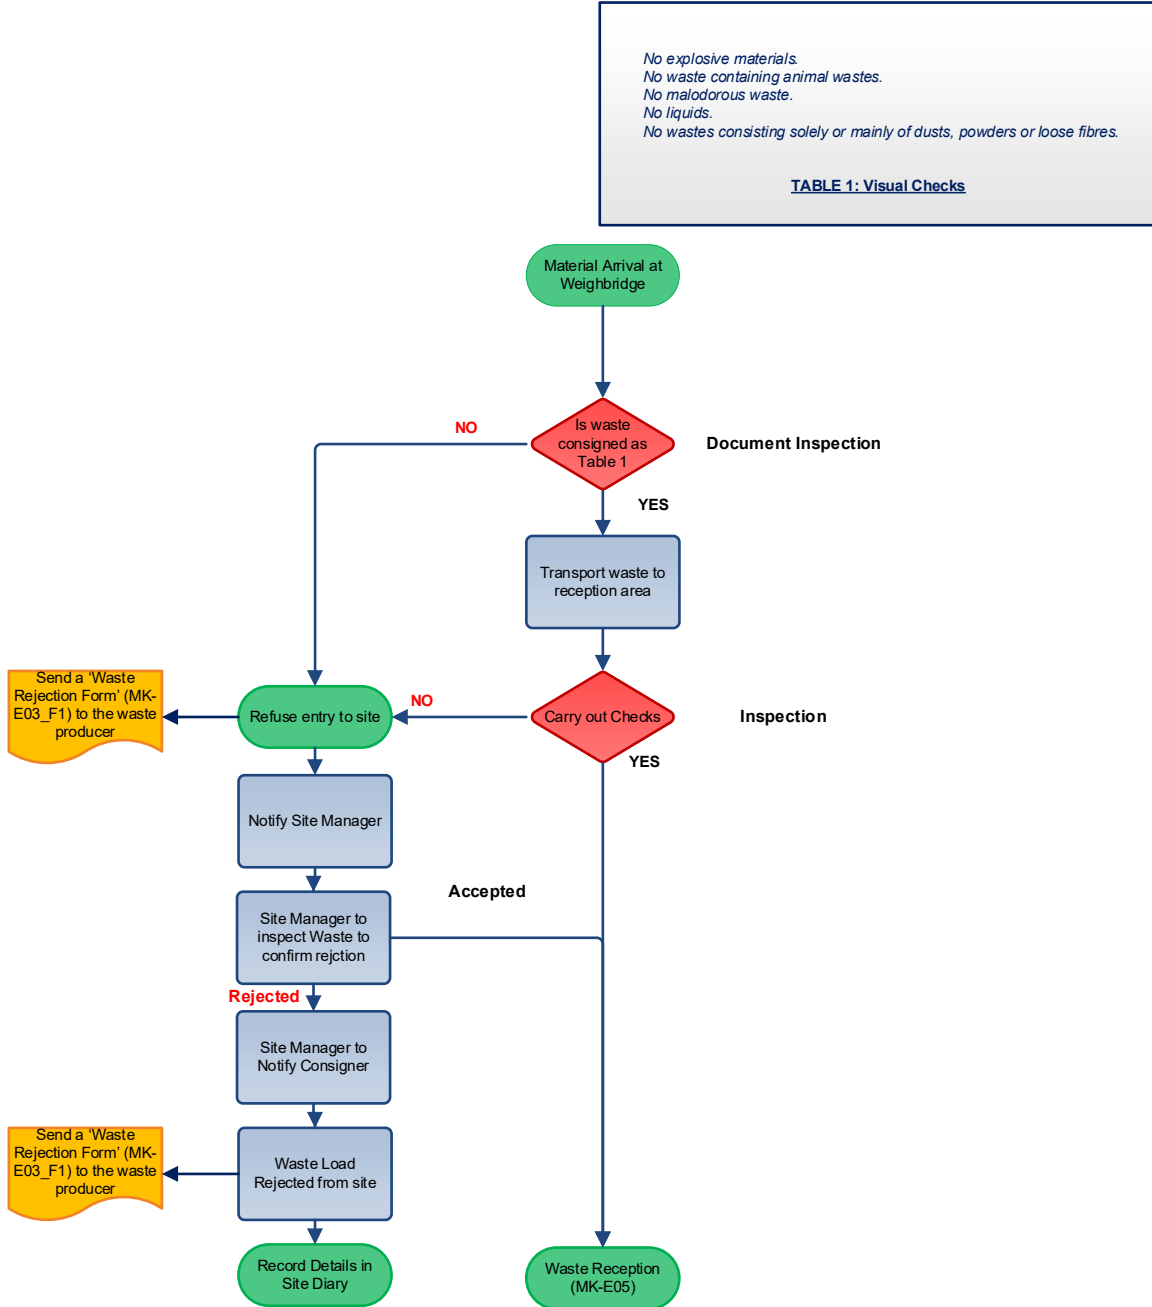 No explosive materials.
No waste containing animal wastes.
No malodorous waste.
No liquids.
No wastes consisting solely or mainly of dusts, powders or loose fibres.
TABLE 1: Visual Checks
Material Arrival at
Weighbridge
Is waste
consigned as
Table 1
Document Inspection
NO
YES
Transport waste to
reception area
Carry out Checks
Inspection
NO
YES
Refuse entry to site
Send a ‘Waste
Rejection Form’ (MK-
E03_F1) to the waste
producer
Notify Site Manager
Accepted
Site Manager to
inspect Waste to
confirm rejction
Rejected
Site Manager to
Notify Consigner
Send a ‘Waste
Rejection Form’ (MK-
E03_F1) to the waste
producer
Waste Load
Rejected from site
Record Details in
Site Diary
Waste Reception
(MK-E05)